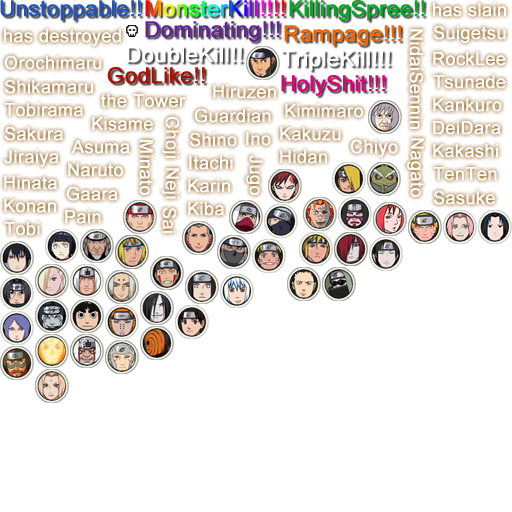 Unstoppable!! MonsterKill!!!! KillingSpree!! has slain
has destroyed Dominating!!! Rampage!!! Suigetsu
DoubleKill!! TripleKill!!! RockLee
Orochimaru GodLike!! HolyShit!!! Tsunade
Shikamaru Hiruzen
Tobirama the Tower Guardian Kimimaro Kankuro
Sakura Kisame Shino Ino Kakuzu DeiDara
Jiraiya Asuma Itachi Hidan Chiyo Kakashi
Hinata Naruto Karin TenTen
Konan Gaara Kiba Sasuke
Tobi Pain
Minato
Choji Neji Sai
Jugo
NidaiSennin Nagato